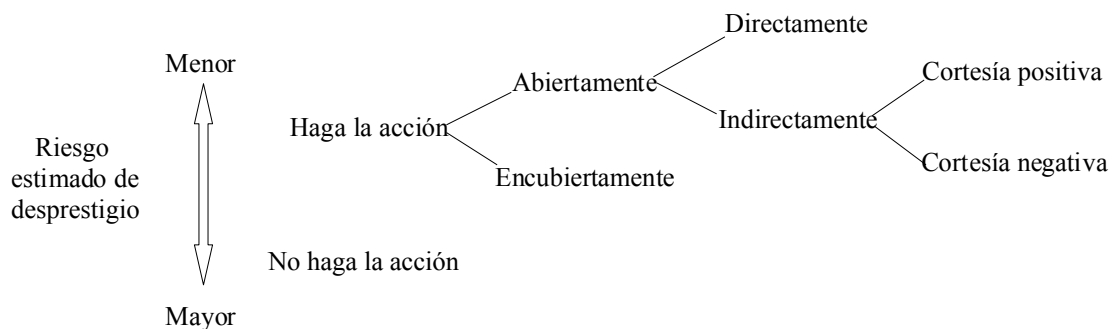 Directamente
Menor
Cortesía positiva
Abiertamente
Haga la acción
Indirectamente
Riesgo
estimado de
desprestigio
Encubiertamente
Cortesía negativa
No haga la acción
Mayor